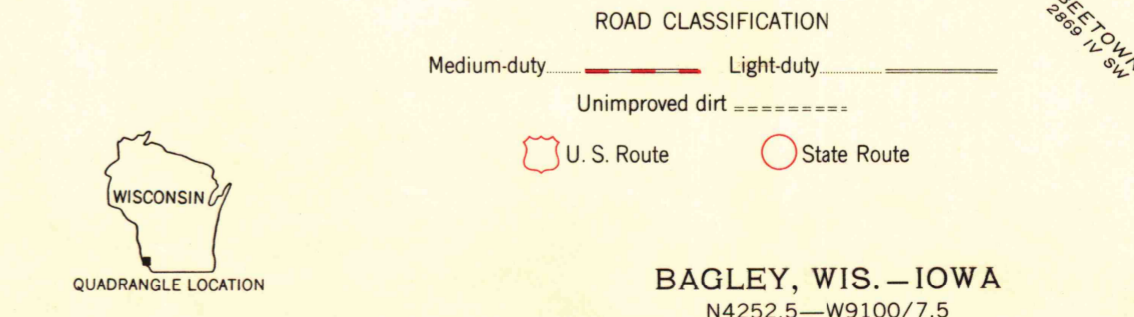 ROAD CLASSIFICATION
Medium-duty Light-duty
Unimproved dirt
U. S. Route State Route
BEETOWN
2869 IV SW
WISCONSIN
QUADRANGLE LOCATION
BAGLEY, WIS.—IOWA
N4252.5—W9100/7.5